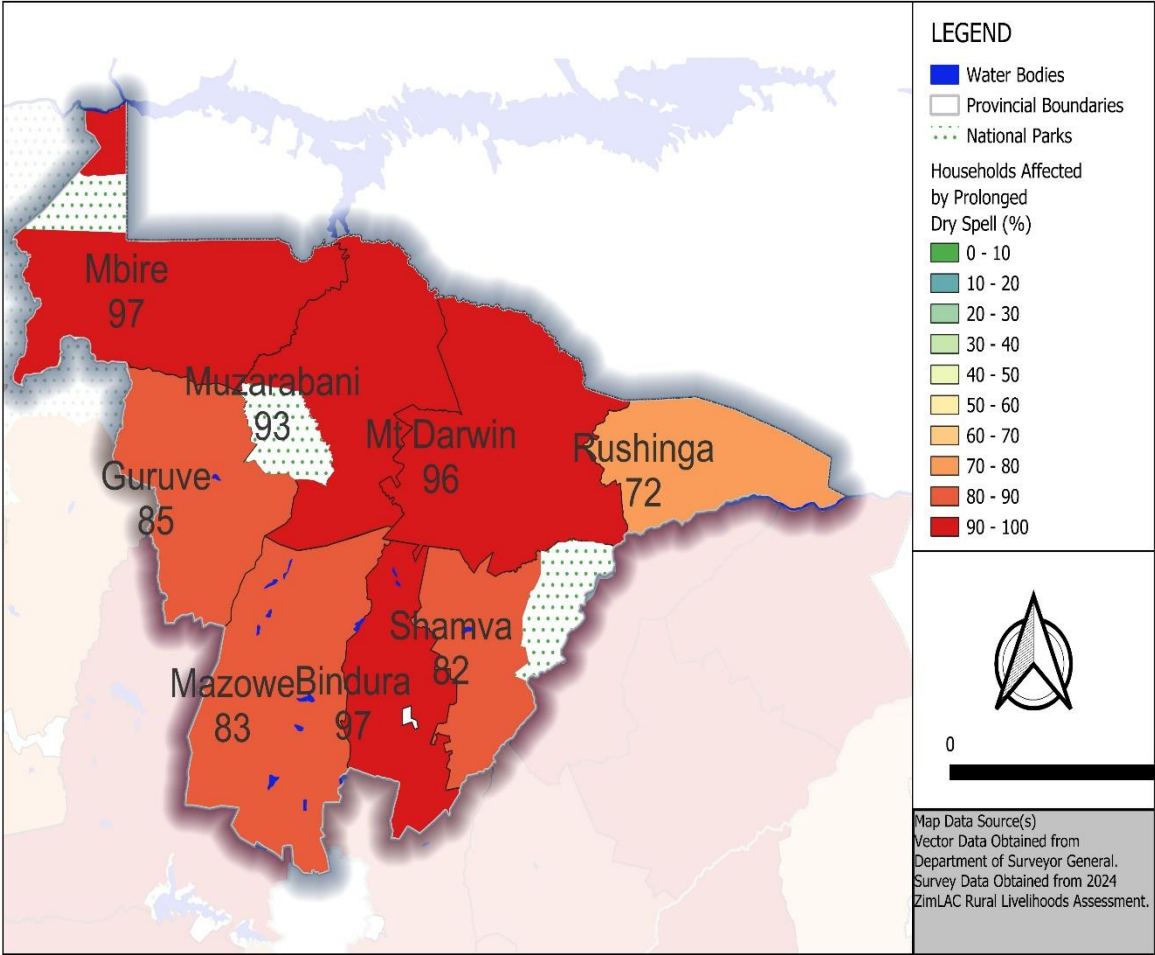 Mbire
97
Muzarabani
93
Mt Darwin
96
Rushinga
72
Guruve
85
Shamva
82
Mazowe
83
Bindura
97
LEGEND
Water Bodies
Provincial Boundaries
National Parks
Households Affected
by Prolonged
Dry Spell (%)
0 - 10
10 - 20
20 - 30
30 - 40
40 - 50
50 - 60
60 - 70
70 - 80
80 - 90
90 - 100
0
Map Data Source(s)
Vector Data Obtained from
Department of Surveyor General.
Survey Data Obtained from 2024
ZimLAC Rural Livelihoods Assessment.